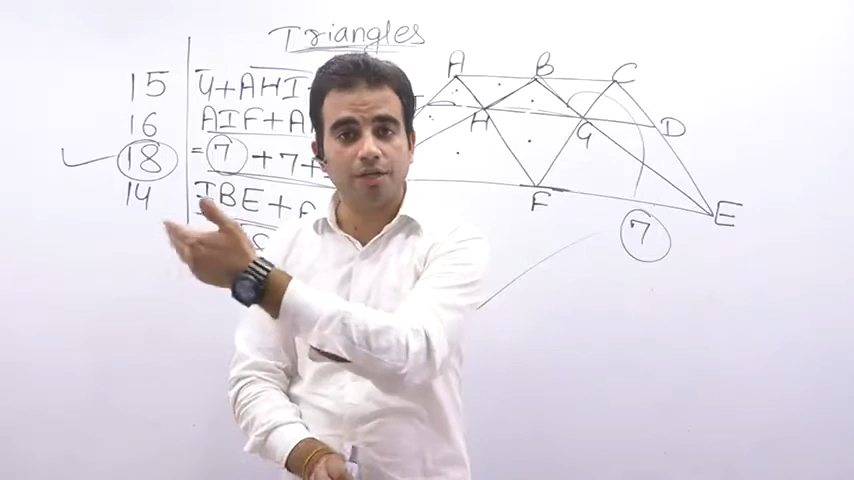 Triangles
15
16
18
14
4+AHI
AIF+A
=7+7+
IBE+
A
B
C
H
G
D
F
E
7